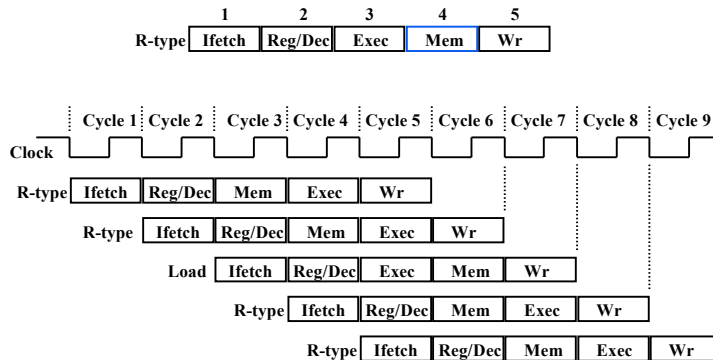 1 2 3 4 5
R-type Ifetch Reg/Dec Exec Mem Wr
Cycle 1 Cycle 2 Cycle 3 Cycle 4 Cycle 5 Cycle 6 Cycle 7 Cycle 8 Cycle 9
Clock
R-type Ifetch Reg/Dec Mem Exec Wr
R-type Ifetch Reg/Dec Mem Exec Wr
Load Ifetch Reg/Dec Exec Mem Wr
R-type Ifetch Reg/Dec Mem Exec Wr
R-type Ifetch Reg/Dec Mem Exec Wr